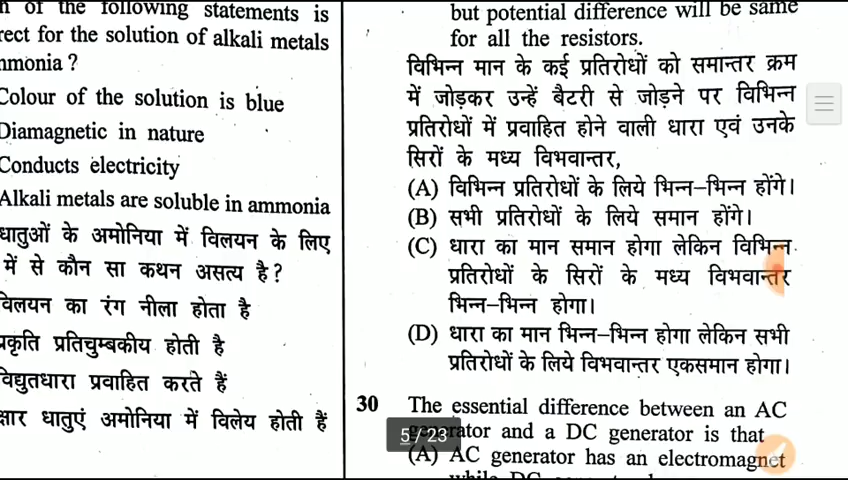 of the following statements is
rect for the solution of alkali metals
mmonia ?
Colour of the solution is blue
Diamagnetic in nature
Conducts electricity
Alkali metals are soluble in ammonia
धातुओं के अमोनिया में विलयन के लिए
में से कौन सा कथन असत्य है?
विलयन का रंग नीला होता है
प्रकृति प्रतिचुम्बकीय होती है
विद्युतधारा प्रवाहित करते हैं
क्षार धातुएं अमोनिया में विलेय होती हैं
but potential difference will be same
for all the resistors.
विभिन्न मान के कई प्रतिरोधों को समान्तर क्रम
में जोड़कर उन्हें बैटरी से जोड़ने पर विभिन्न
प्रतिरोधों में प्रवाहित होने वाली धारा एवं उनके
सिरों के मध्य विभवान्तर,
(A) विभिन्न प्रतिरोधों के लिये भिन्न-भिन्न होंगे।
(B) सभी प्रतिरोधों के लिये समान होंगे।
(C) धारा का मान समान होगा लेकिन विभिन्न
प्रतिरोधों के सिरों के मध्य विभवान्तर
भिन्न-भिन्न होगा।
(D) धारा का मान भिन्न-भिन्न होगा लेकिन सभी
प्रतिरोधों के लिये विभवान्तर एकसमान होगा।
30 The essential difference between an AC
generator and a DC generator is that
5/23
(A) AC generator has an electromagnet
while DC